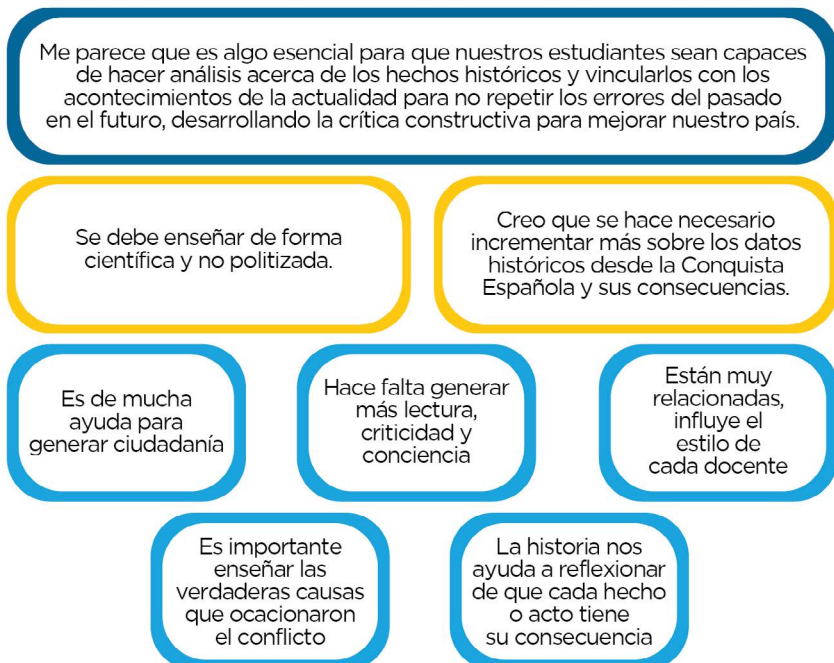 Me parece que es algo esencial para que nuestros estudiantes sean capaces
de hacer análisis acerca de los hechos históricos y vincularlos con los
acontecimientos de la actualidad para no repetir los errores del pasado
en el futuro, desarrollando la crítica constructiva para mejorar nuestro país.
Se debe enseñar de forma
científica y no politizada.
Creo que se hace necesario
incrementar más sobre los datos
históricos desde la Conquista
Española y sus consecuencias.
Es de mucha
ayuda para
generar ciudadanía
Hace falta generar
más lectura,
criticidad y
conciencia
Están muy
relacionadas,
influye el
estilo de
cada docente
Es importante
enseñar las
verdaderas causas
que ocacionaron
el conflicto
La historia nos
ayuda a reflexionar
de que cada hecho
o acto tiene
su consecuencia